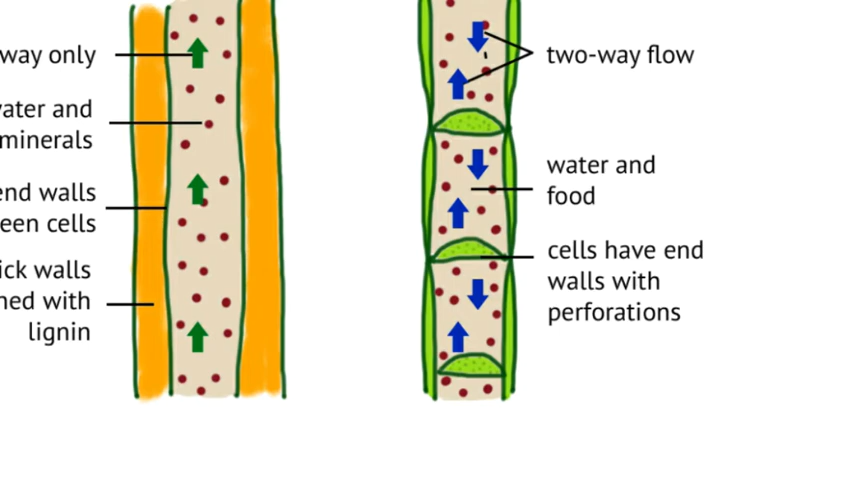 way only
ater and
minerals
end walls
een cells
ick walls
ned with
lignin
two-way flow
water and
food
cells have end
walls with
perforations